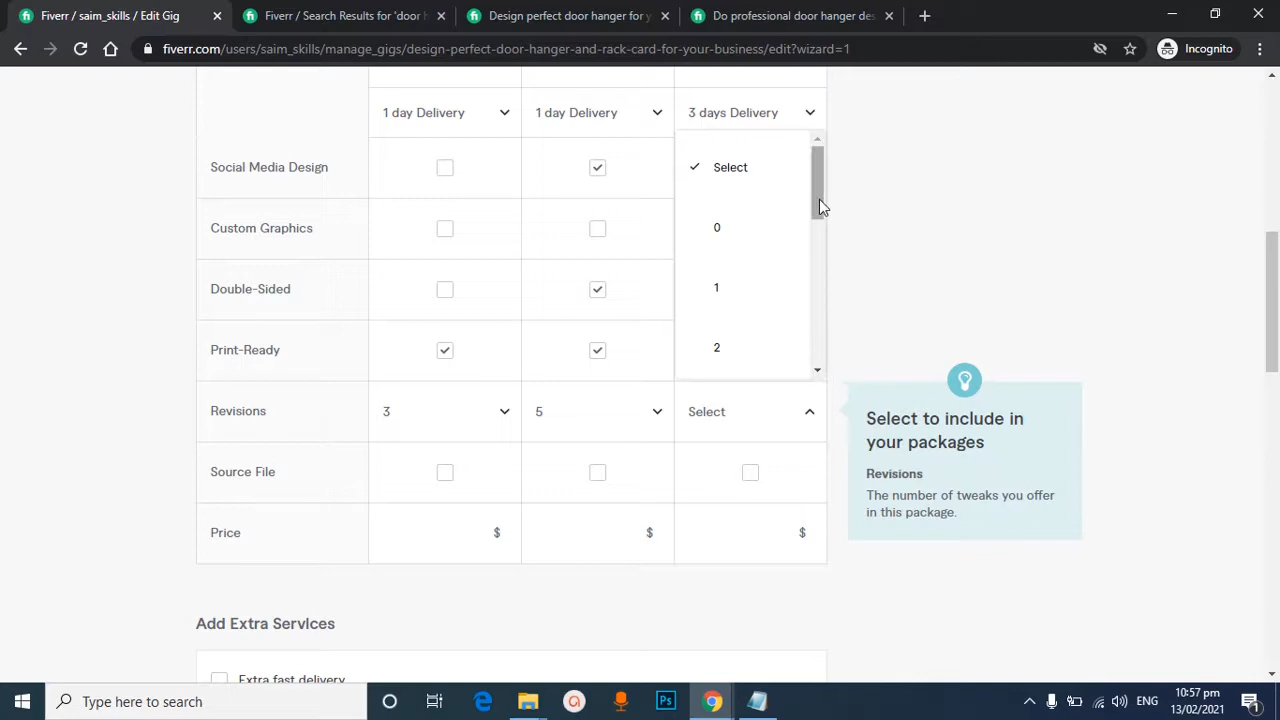 Fiverr / saim_skills / Edit Gig
Fiverr / Search Results for 'door h
Design perfect door hanger for y
Do professional door hanger des
fiverr.com/users/saim_skills/manage_gigs/design-perfect-door-hanger-and-rack-card-for-your-business/edit?wizard=1
Incognito
1 day Delivery
1 day Delivery
3 days Delivery
Social Media Design
Select
Custom Graphics
0
Double-Sided
1
Print-Ready
2
Revisions
3
5
Select
Source File
Price
$
$
$
Select to include in
your packages
Revisions
The number of tweaks you offer
in this package.
Add Extra Services
Extra fast delivery
Type here to search
Ps
ENG
10:57 pm
13/02/2021
1